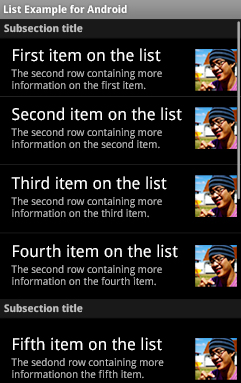 List Example for Android
Subsection title
First item on the list
The second row containing more
information on the first item.
Second item on the list
The second row containing more
information on the second item.
Third item on the list
The second row containing more
information on the third item.
Fourth item on the list
The second row containing more
information on the fourth item.
Subsection title
Fifth item on the list
The sedond row containing more
informationon the fifth item.